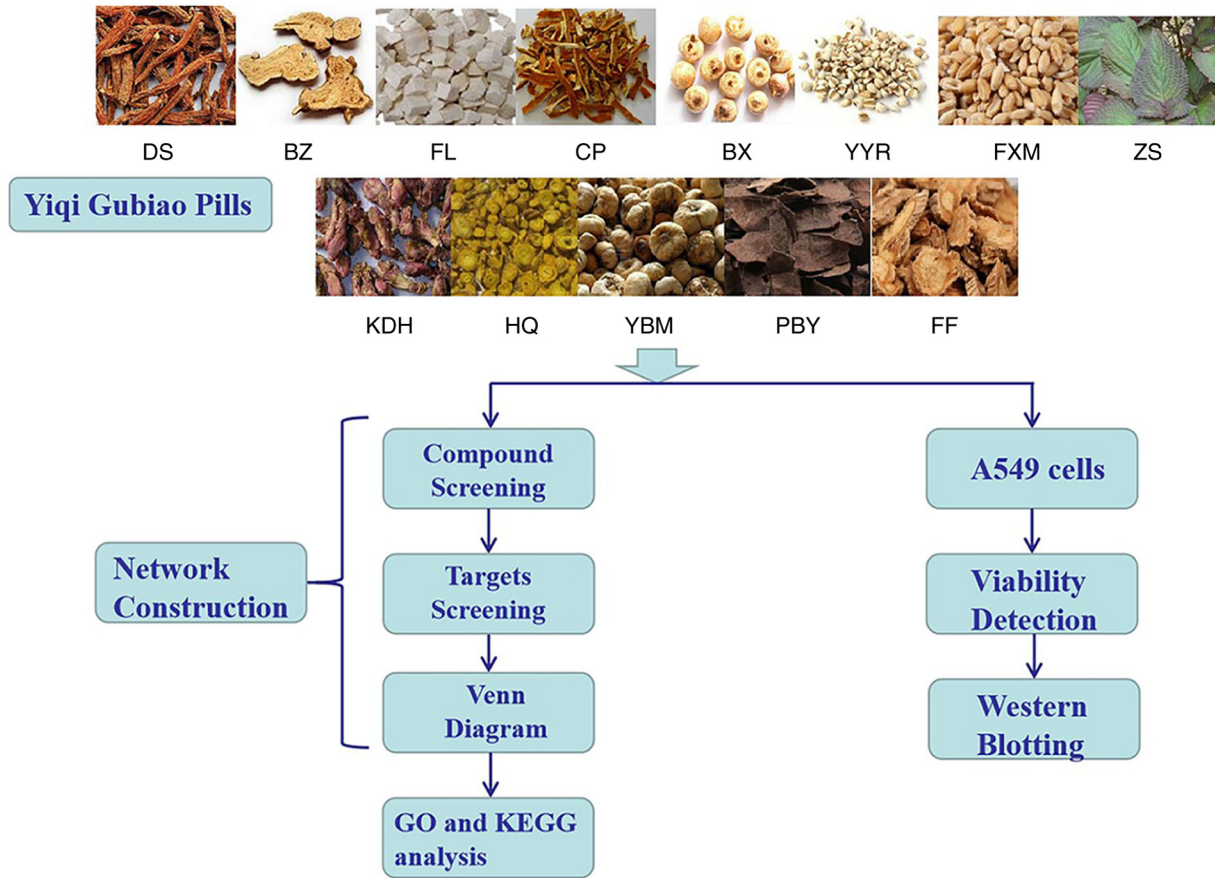 DS BZ FL CP BX YYR FXM ZS
Yiqi Gubiao Pills
KDH HQ YBM PBY FF
Compound
Screening
A549 cells
Network
Construction
Targets
Screening
Viability
Detection
Venn
Diagram
Western
Blotting
GO and KEGG
analysis